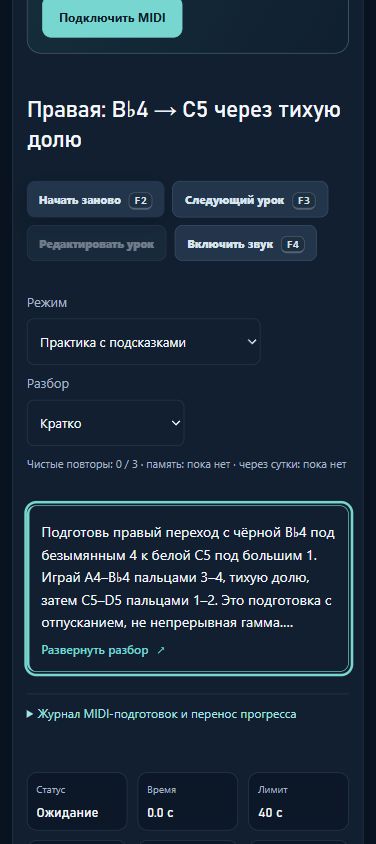 Подключить MIDI
Правая: B♭4 → C5 через тихую
долю
Начать заново F2 Следующий урок F3
Редактировать урок Включить звук F4
Режим
Практика с подсказками
Разбор
Кратко
Чистые повторы: 0 / 3 · память: пока нет · через сутки: пока нет
Подготовь правый переход с чёрной B♭4 под
безымянным 4 к белой C5 под большим 1.
Играй A4–B♭4 пальцами 3–4, тихую долю,
затем C5–D5 пальцами 1–2. Это подготовка с
отпусканием, не непрерывная гамма....
Развернуть разбор ↗
▶ Журнал MIDI-подготовок и перенос прогресса
Статус Время Лимит
Ожидание 0.0 с 40 с